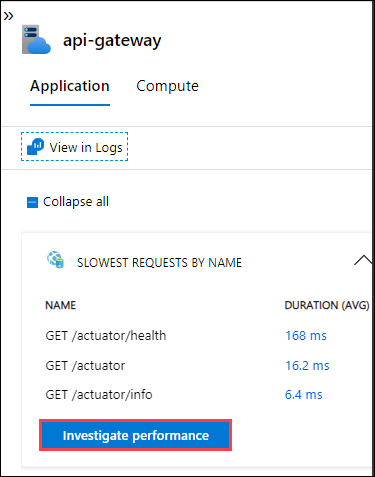 »
api-gateway
Application Compute
View in Logs
Collapse all
SLOWEST REQUESTS BY NAME
NAME DURATION (AVG)
GET /actuator/health 168 ms
GET /actuator 16.2 ms
GET /actuator/info 6.4 ms
Investigate performance